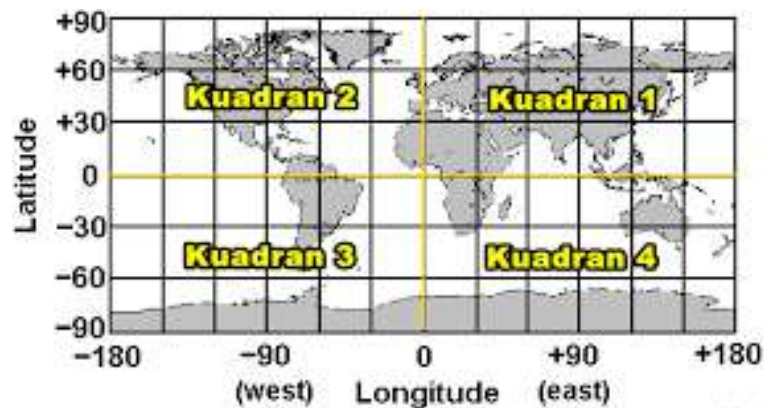 +90
+60
Kuadran 2 Kuadran 1
+30
Latitude
0
−30
Kuadran 3 Kuadran 4
−60
−90
−180 −90 0 +90 +180
(west) Longitude (east)